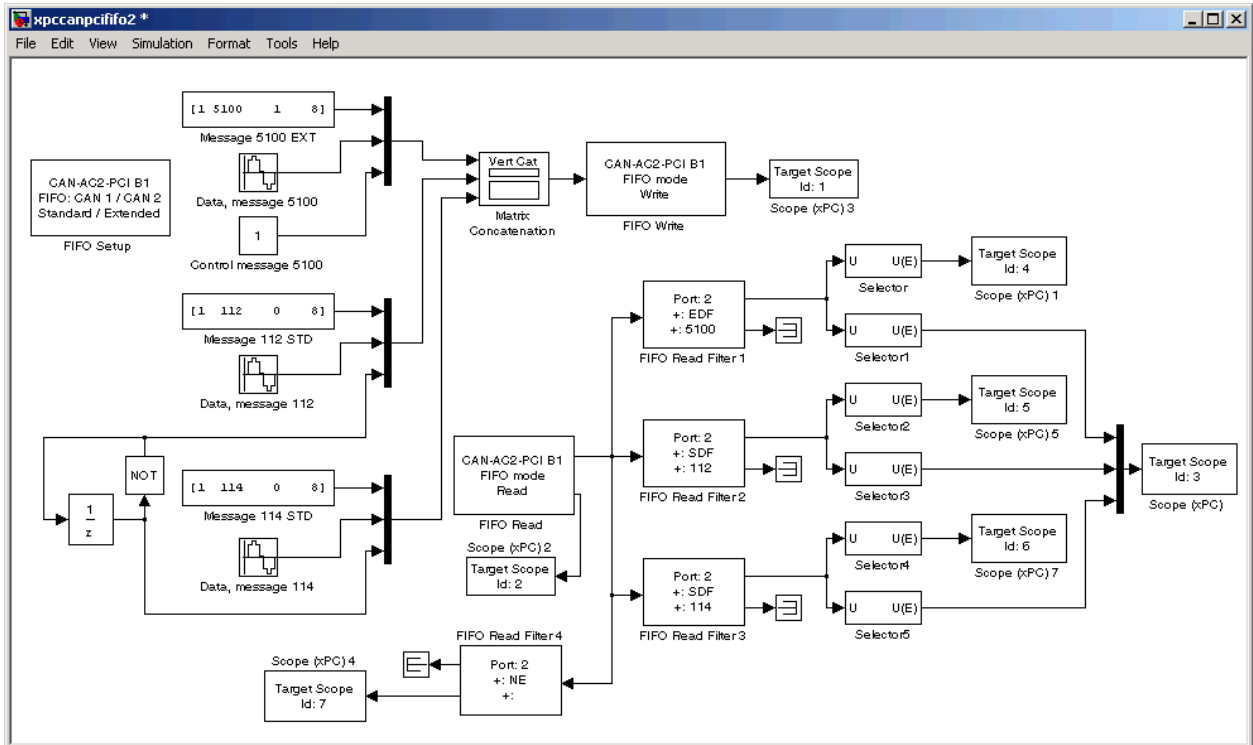 xpccanpcififo2 *
File Edit View Simulation Format Tools Help
[1 5100 1 8]
Message 5100 EXT
Data, message 5100
1
Control message 5100
CAN-AC2-PCI B1
FIFO: CAN 1 / CAN 2
Standard / Extended
FIFO Setup
Vert Cat
Matrix
Concatenation
CAN-AC2-PCI B1
FIFO mode
Write
FIFO Write
Target Scope
Id: 1
Scope (xPC) 3
[1 112 0 8]
Message 112 STD
Data, message 112
NOT
1
z
[1 114 0 8]
Message 114 STD
Data, message 114
CAN-AC2-PCI B1
FIFO mode
Read
FIFO Read
Scope (xPC) 2
Target Scope
Id: 2
Port: 2
+: EDF
+: 5100
FIFO Read Filter1
U U(E)
Selector
Target Scope
Id: 4
Scope (xPC) 1
U U(E)
Selector1
Port: 2
+: SDF
+: 112
FIFO Read Filter2
U U(E)
Selector2
Target Scope
Id: 5
Scope (xPC) 5
U U(E)
Selector3
Port: 2
+: SDF
+: 114
FIFO Read Filter3
U U(E)
Selector4
Target Scope
Id: 6
Scope (xPC) 7
U U(E)
Selector5
Target Scope
Id: 3
Scope (xPC)
FIFO Read Filter4
Port: 2
+: NE
+:
Scope (xPC) 4
Target Scope
Id: 7